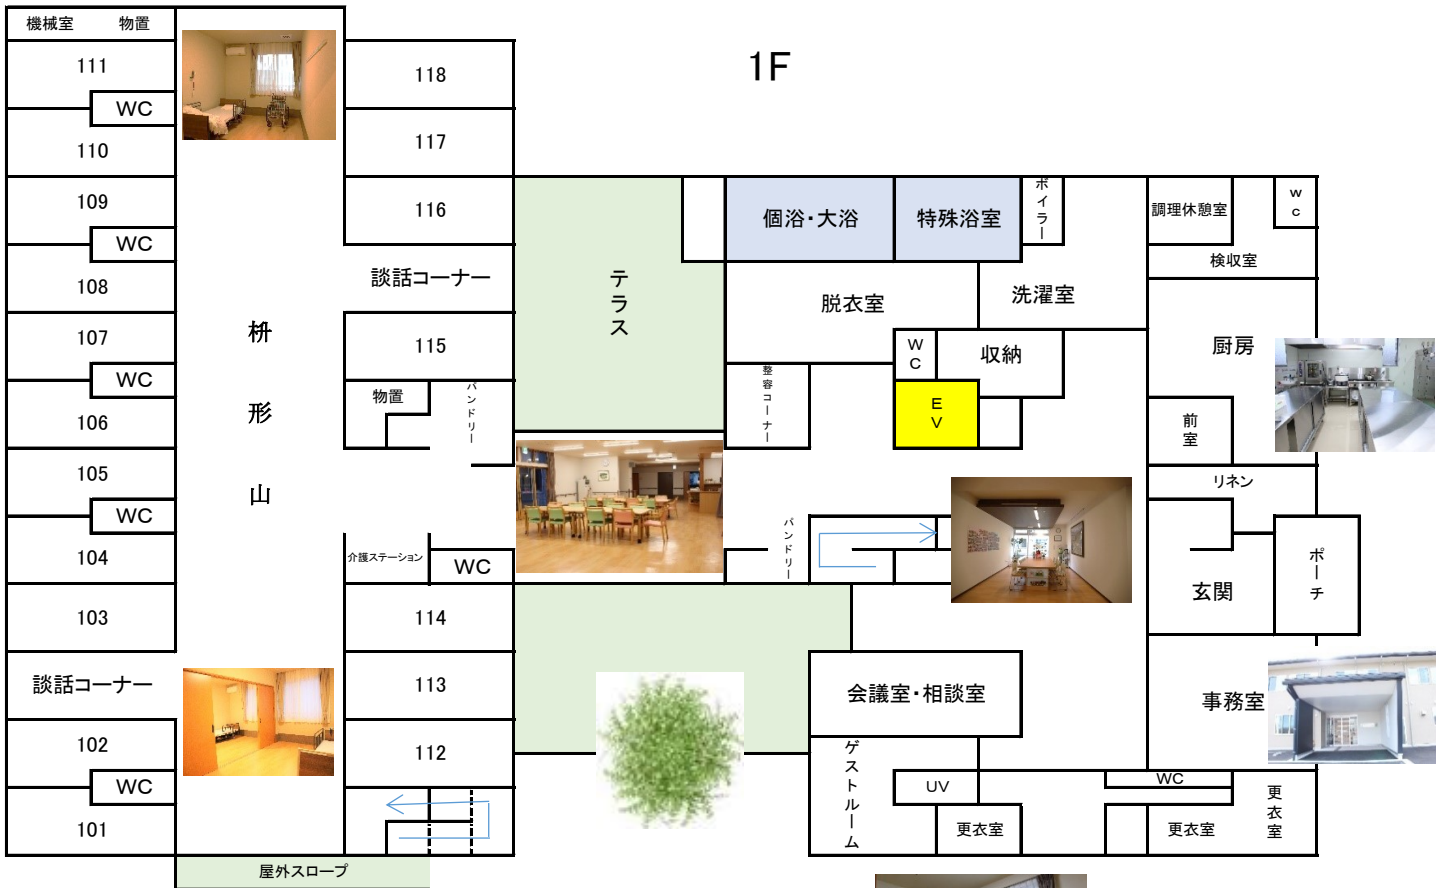 1F
機械室 物置
111
WC
110
109
WC
108
107
WC
106
105
WC
104
103
談話コーナー
102
WC
101
枡形山
118
117
116
談話コーナー
115
物置
パンドリー
介護ステーション
WC
114
113
112
屋外スロープ
テラス
個浴・大浴
特殊浴室
ボイラー
脱衣室
洗濯室
WC
収納
整容コーナー
EV
パンドリー
調理休憩室
wc
検収室
厨房
前室
リネン
玄関
ポーチ
事務室
会議室・相談室
ゲストルーム
UV
更衣室
WC
更衣室
更衣室